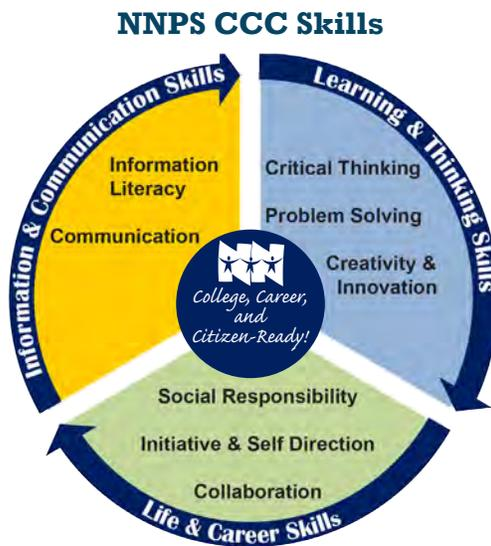 NNPS CCC Skills
Information & Communication Skills
Information
Literacy
Communication
Learning & Thinking Skills
Critical Thinking
Problem Solving
Creativity &
Innovation
NN
College, Career,
and
Citizen-Ready!
Social Responsibility
Initiative & Self Direction
Collaboration
Life & Career Skills